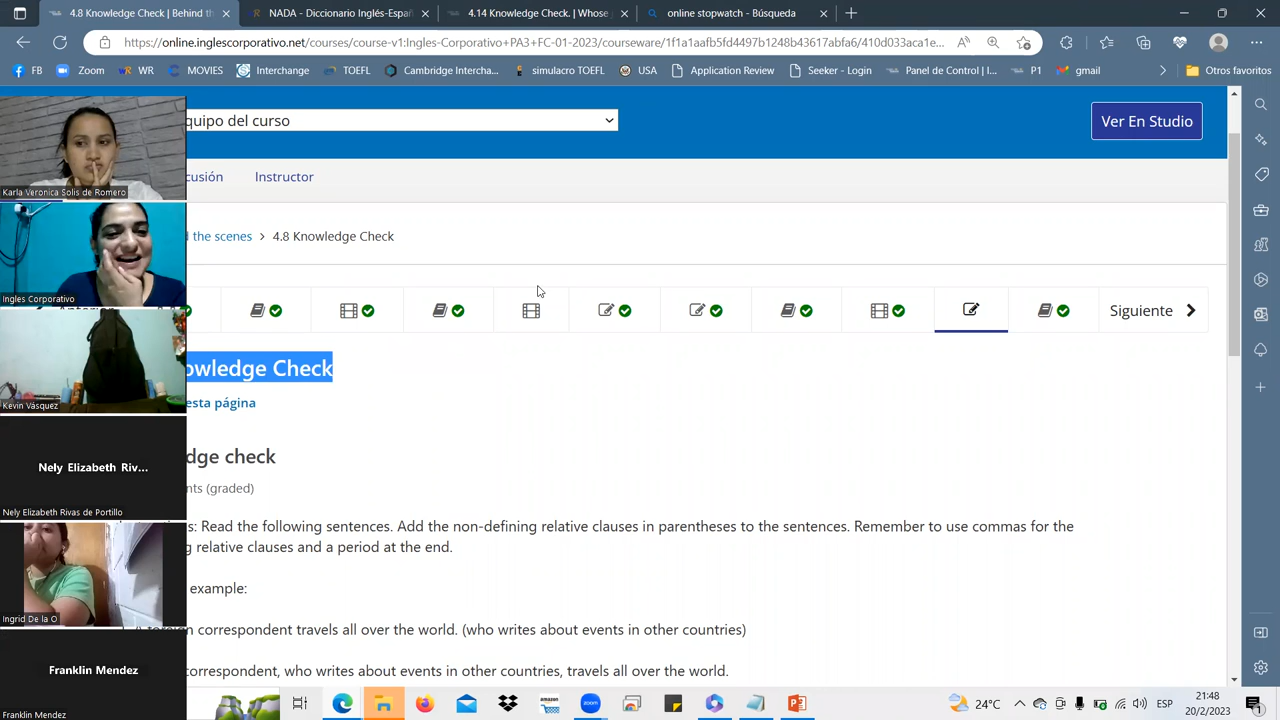 4.8 Knowledge Check | Behind t
NADA - Diccionario Inglés-Españ
4.14 Knowledge Check. | Whose
online stopwatch - Búsqueda
https://online.inglescorporativo.net/courses/course-v1:Ingles-Corporativo+PA3+FC-01-2023/courseware/1f1a1aafb5fd4497b1248b43617abfa6/410d033aca1e...
FB
Zoom
WR
MOVIES
Interchange
TOEFL
Cambridge Intercha...
simulacro TOEFL
USA
Application Review
Seeker - Login
Panel de Control | I...
P1
gmail
Otros favoritos
quipo del curso
Ver En Studio
cusión
Instructor
d the scenes > 4.8 Knowledge Check
Siguiente
owledge Check
esta página
dge check
nts (graded)
s: Read the following sentences. Add the non-defining relative clauses in parentheses to the sentences. Remember to use commas for the
g relative clauses and a period at the end.
example:
correspondent travels all over the world. (who writes about events in other countries)
correspondent, who writes about events in other countries, travels all over the world.
Karla Veronica Solis de Romero
Ingles Corporativo
Kevin Vásquez
Nely Elizabeth Riv...
Nely Elizabeth Rivas de Portillo
Ingrid De la O
Franklin Mendez
Franklin Mendez
24°C
ESP
21:48
20/2/2023